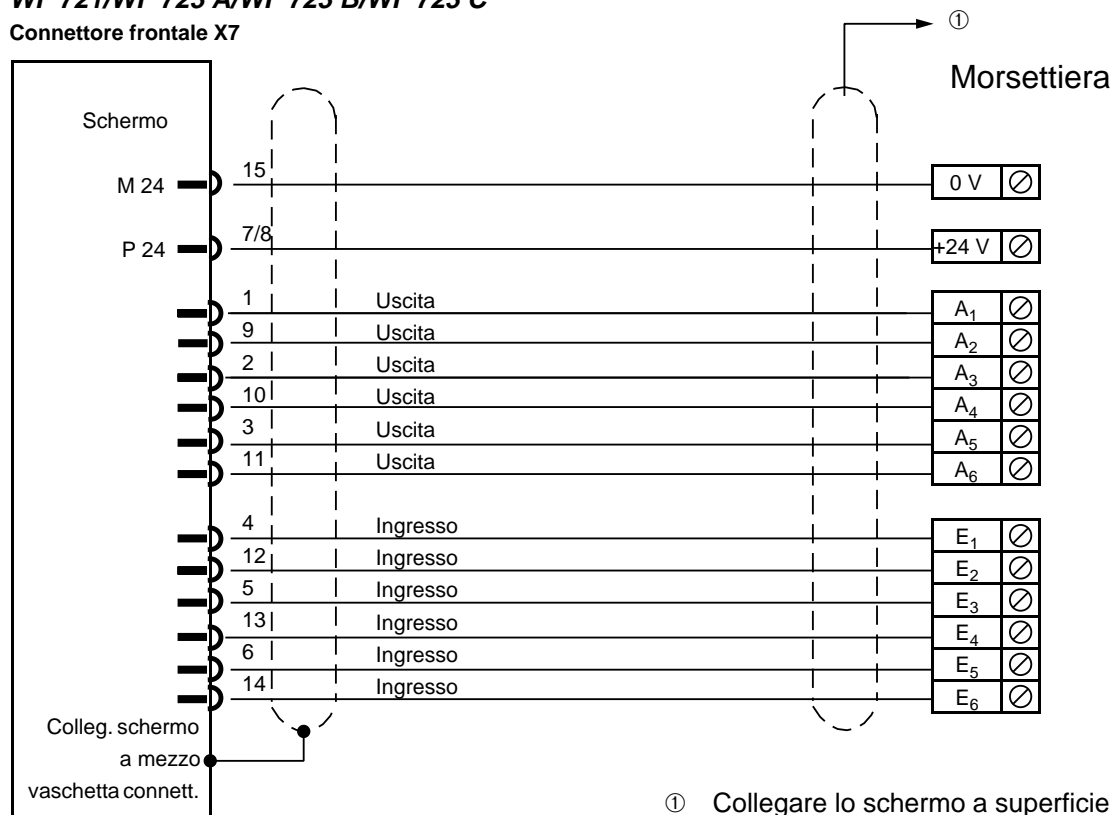 WF 721/WF 723 A/WF 723 B/WF 723 C
Connettore frontale X7
①
Morsettiera
Schermo
M 24 15 0 V
P 24 7/8 +24 V
1 Uscita A1
9 Uscita A2
2 Uscita A3
10 Uscita A4
3 Uscita A5
11 Uscita A6
4 Ingresso E1
12 Ingresso E2
5 Ingresso E3
13 Ingresso E4
6 Ingresso E5
14 Ingresso E6
Colleg. schermo
a mezzo
vaschetta connett.
① Collegare lo schermo a superficie